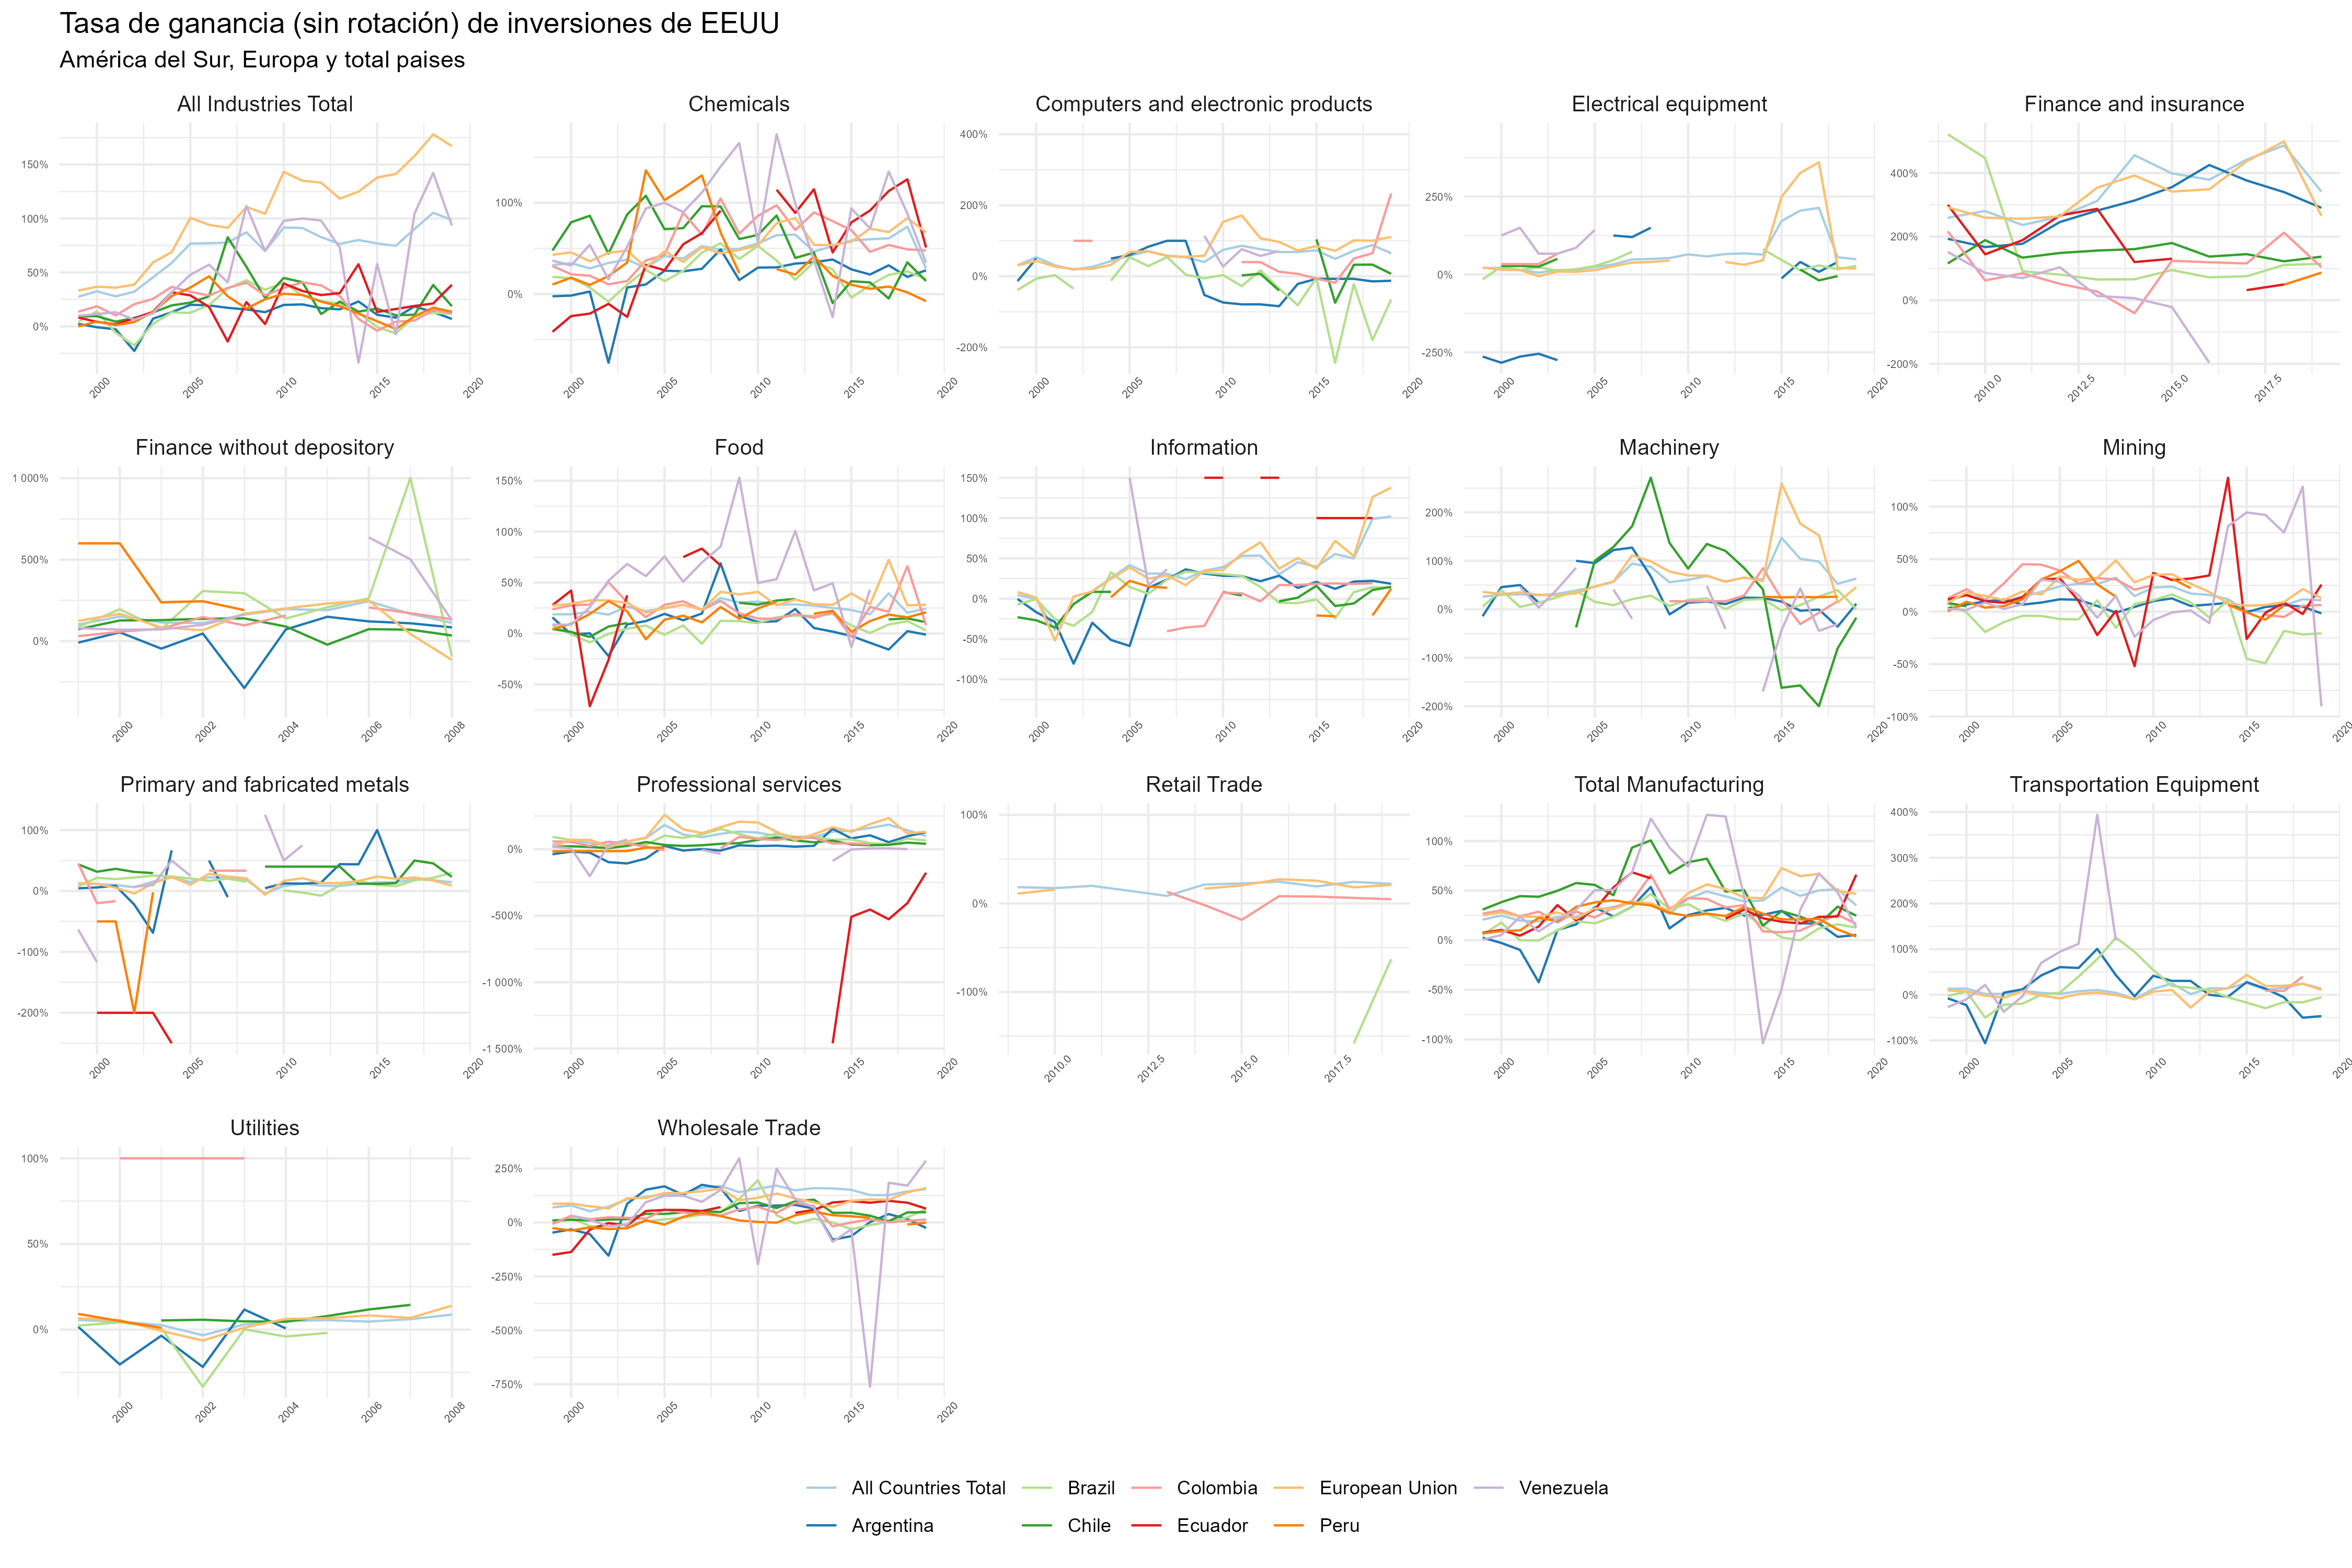 Tasa de ganancia (sin rotación) de inversiones de EEUU
América del Sur, Europa y total paises
All Industries Total
Chemicals
Computers and electronic products
Electrical equipment
Finance and insurance
150%
100%
50%
0%
100%
0%
400%
200%
0%
-200%
250%
0%
-250%
400%
200%
0%
-200%
2000 2005 2010 2015 2020
2000 2005 2010 2015 2020
2000 2005 2010 2015 2020
2000 2005 2010 2015 2020
2010.0 2012.5 2015.0 2017.5
Finance without depository
Food
Information
Machinery
Mining
1 000%
500%
0%
150%
100%
50%
0%
-50%
150%
100%
50%
0%
-50%
-100%
200%
100%
0%
-100%
-200%
100%
50%
0%
-50%
-100%
2000 2002 2004 2006 2008
2000 2005 2010 2015 2020
2000 2005 2010 2015 2020
2000 2005 2010 2015 2020
2000 2005 2010 2015 2020
Primary and fabricated metals
Professional services
Retail Trade
Total Manufacturing
Transportation Equipment
100%
0%
-100%
-200%
0%
-500%
-1 000%
-1 500%
100%
0%
-100%
100%
50%
0%
-50%
-100%
400%
300%
200%
100%
0%
-100%
2000 2005 2010 2015 2020
2000 2005 2010 2015 2020
2010.0 2012.5 2015.0 2017.5
2000 2005 2010 2015 2020
2000 2005 2010 2015 2020
Utilities
Wholesale Trade
100%
50%
0%
250%
0%
-250%
-500%
-750%
2000 2002 2004 2006 2008
2000 2005 2010 2015 2020
All Countries Total Brazil Colombia European Union Venezuela
Argentina Chile Ecuador Peru